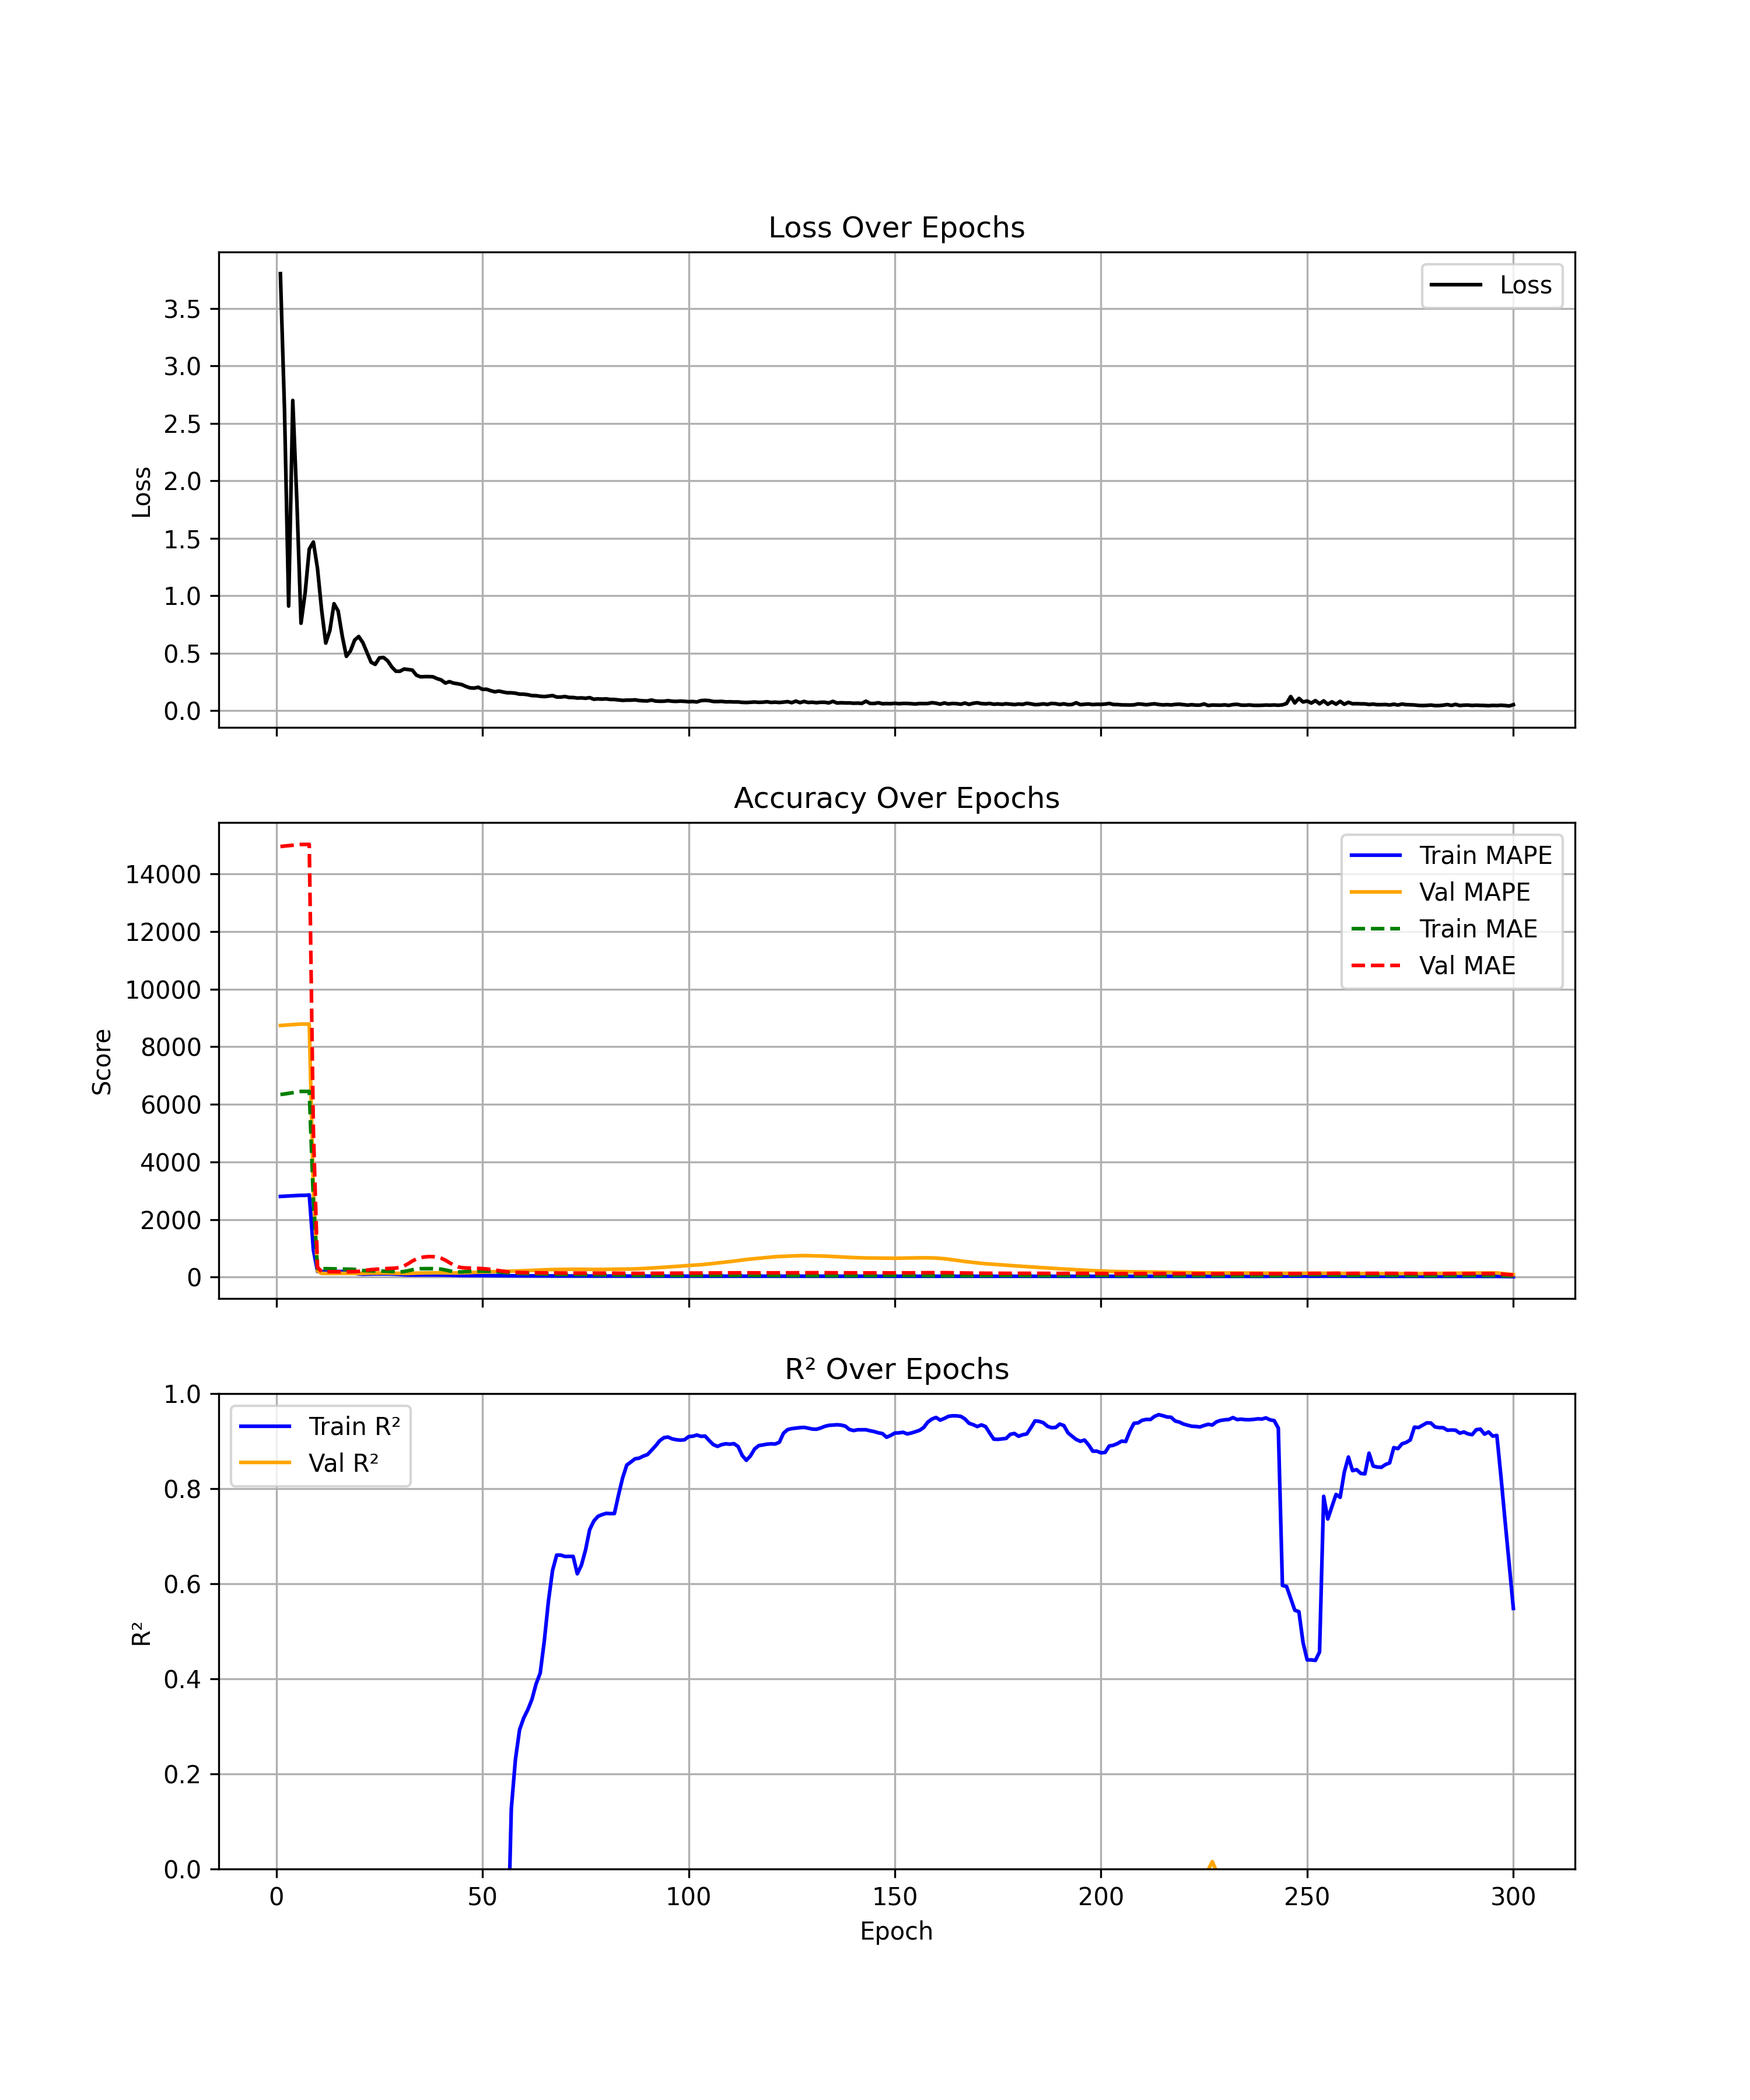 Loss Over Epochs
Loss
3.5
3.0
2.5
2.0
1.5
1.0
0.5
0.0
Loss
Accuracy Over Epochs
Train MAPE
Val MAPE
Train MAE
Val MAE
14000
12000
10000
8000
6000
4000
2000
0
Score
R² Over Epochs
Train R²
Val R²
1.0
0.8
0.6
0.4
0.2
0.0
R²
0 50 100 150 200 250 300
Epoch